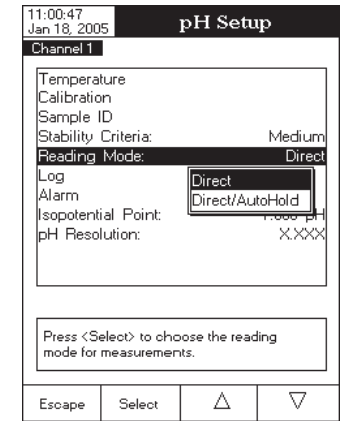 11:00:47
Jan 18, 2005
pH Setup
Channel 1
Temperature
Calibration
Sample ID
Stability Criteria: Medium
Reading Mode: Direct
Log
Direct
Alarm
Direct/AutoHold
Isopotential Point: pH
pH Resolution: X.XXX
Press <Select> to choose the reading
mode for measurements.
Escape Select △ ▽